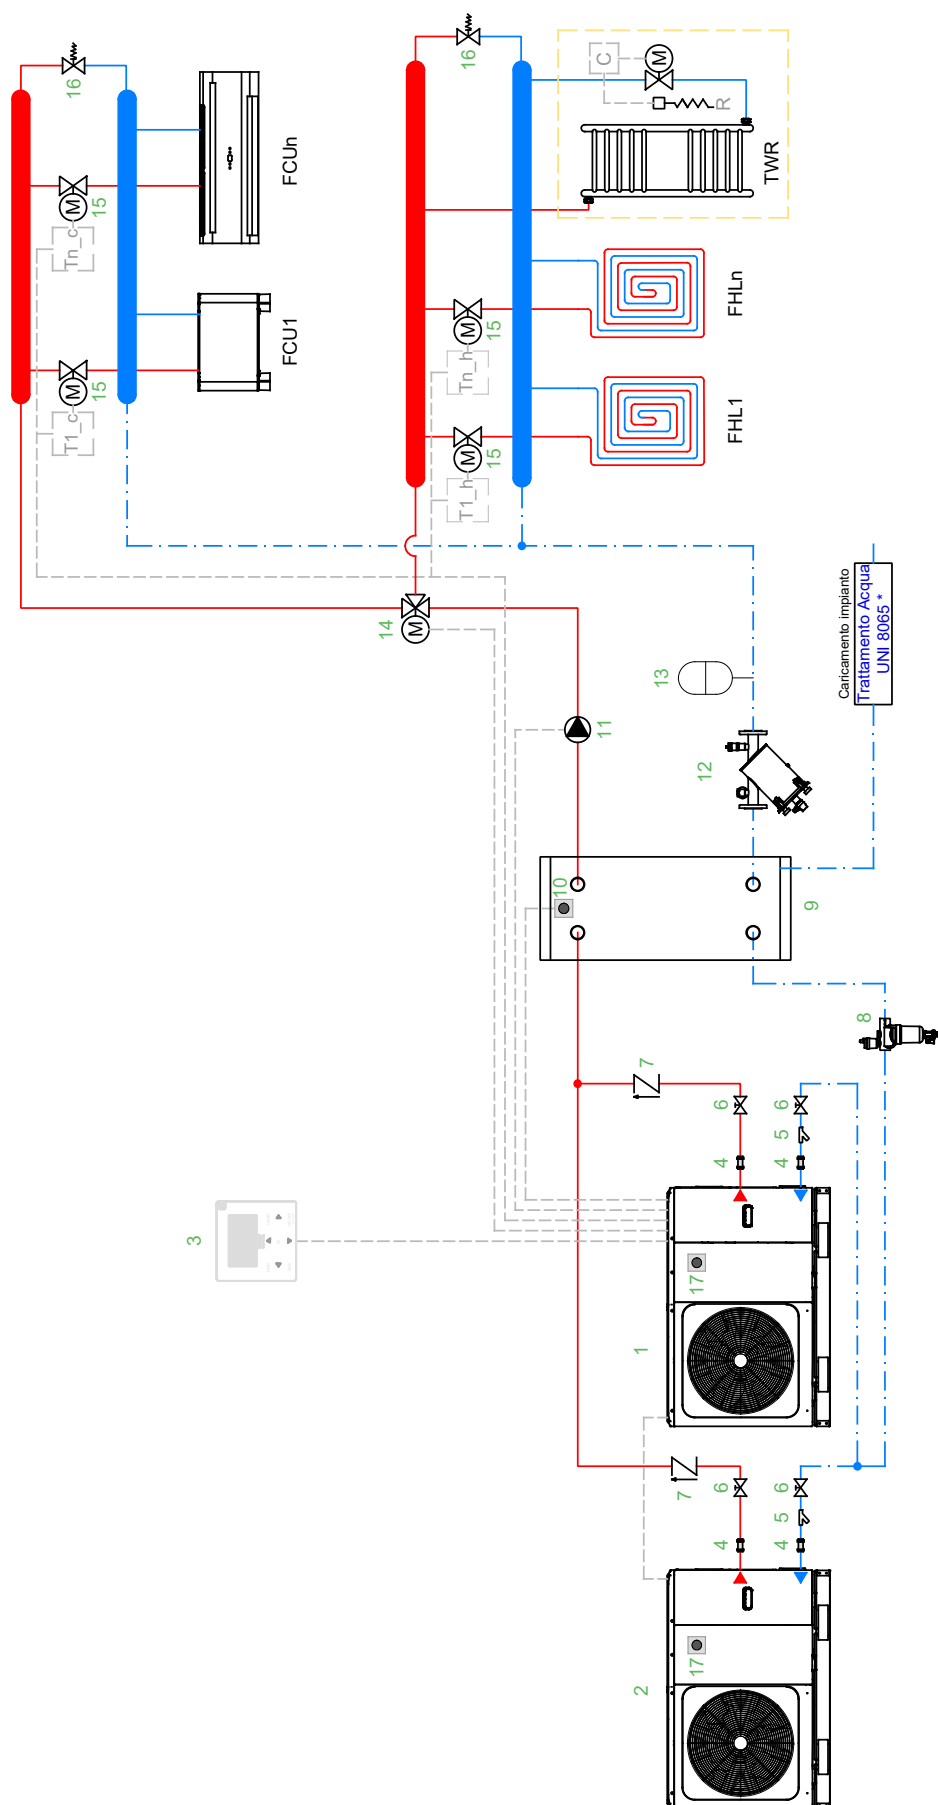 T1_c
M
Tn_c
M
16
15
15
3
FCU1
FCUn
14
M
T1_h
M
Tn_h
M
16
15
15
10
11
C
M
2
1
7
13
7
17
17
12
4
6
4
6
R
FHL1
FHLn
TWR
4
5
6
4
5
6
9
Caricamento impianto
8
Trattamento Acqua
UNI 8065 *